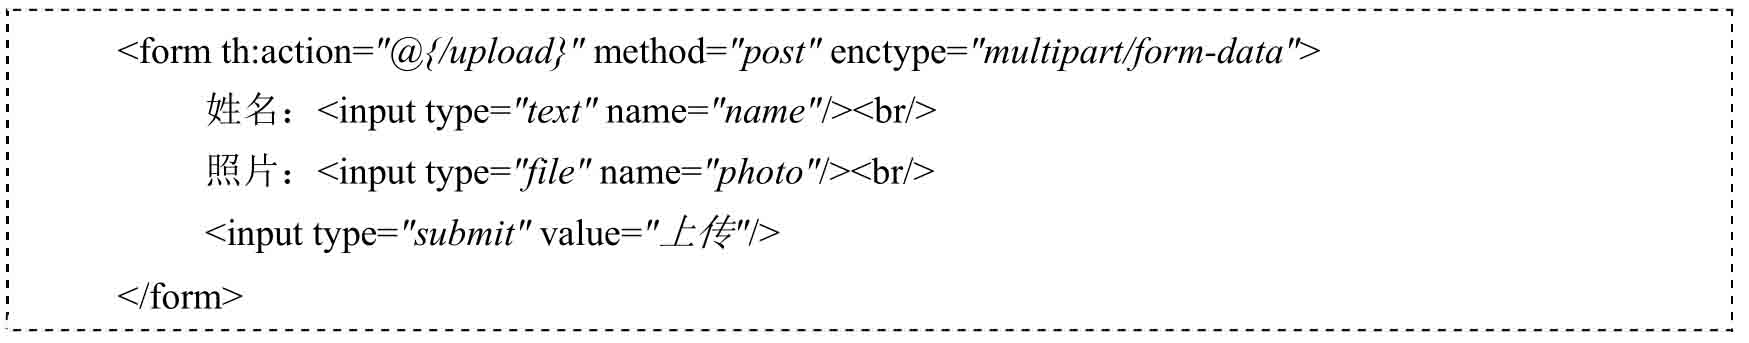 <form th:action="@{/upload}" method="post" enctype="multipart/form-data">
姓名：<input type="text" name="name"/><br/>
照片：<input type="file" name="photo"/><br/>
<input type="submit" value="上传"/>
</form>